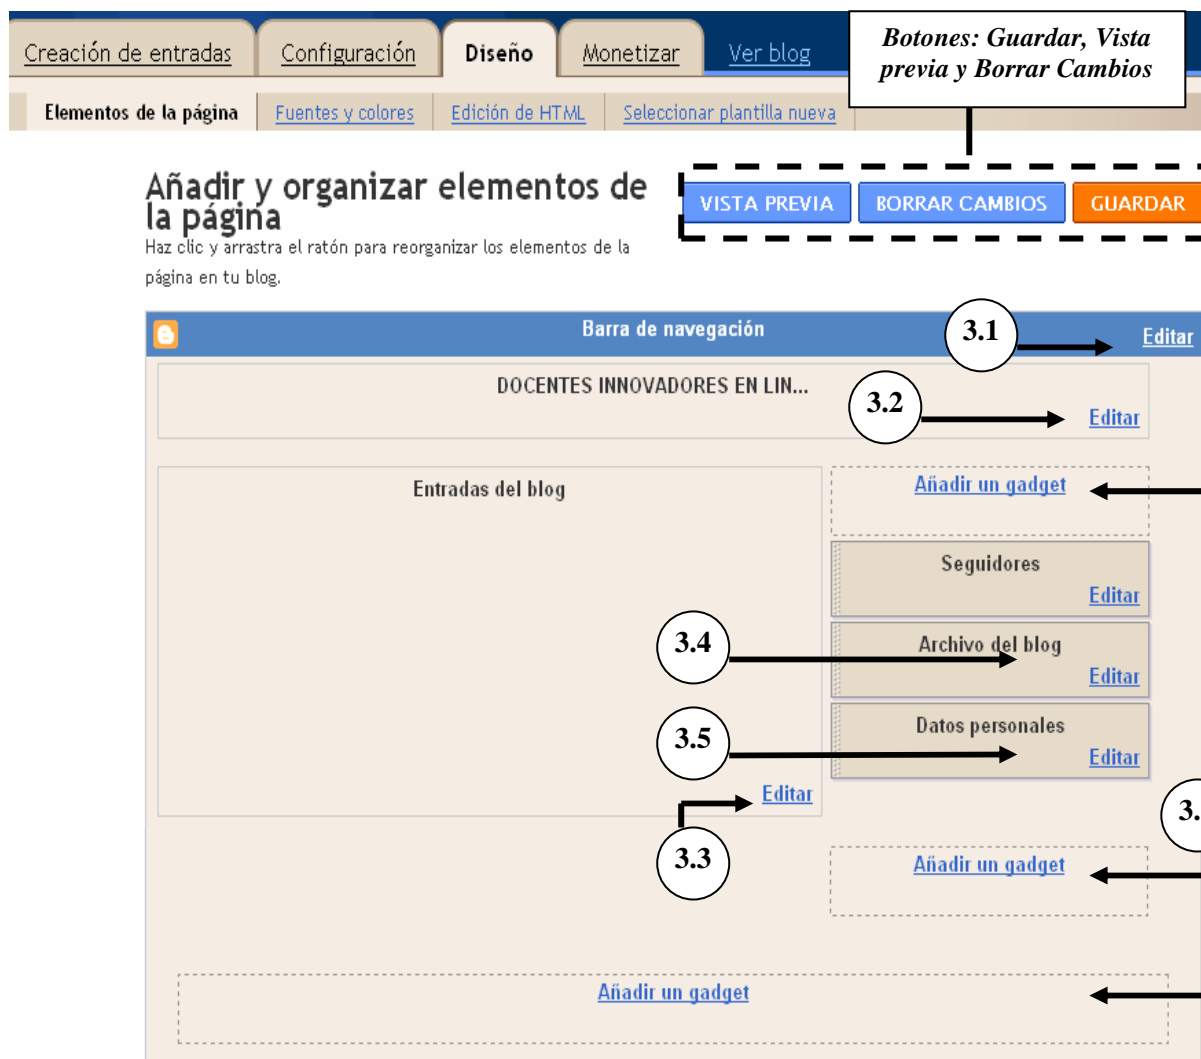 Creación de entradas
Configuración
Diseño
Monetizar
Ver blog
Botones: Guardar, Vista
previa y Borrar Cambios
Elementos de la página
Fuentes y colores
Edición de HTML
Seleccionar plantilla nueva
Añadir y organizar elementos de
la página
Haz clic y arrastra el ratón para reorganizar los elementos de la
página en tu blog.
VISTA PREVIA
BORRAR CAMBIOS
GUARDAR
Barra de navegación
3.1
Editar
DOCENTES INNOVADORES EN LIN...
3.2
Editar
Entradas del blog
Añadir un gadget
Seguidores
Editar
3.4
Archivo del blog
Editar
3.5
Datos personales
Editar
Editar
3.3
3.
Añadir un gadget
Añadir un gadget